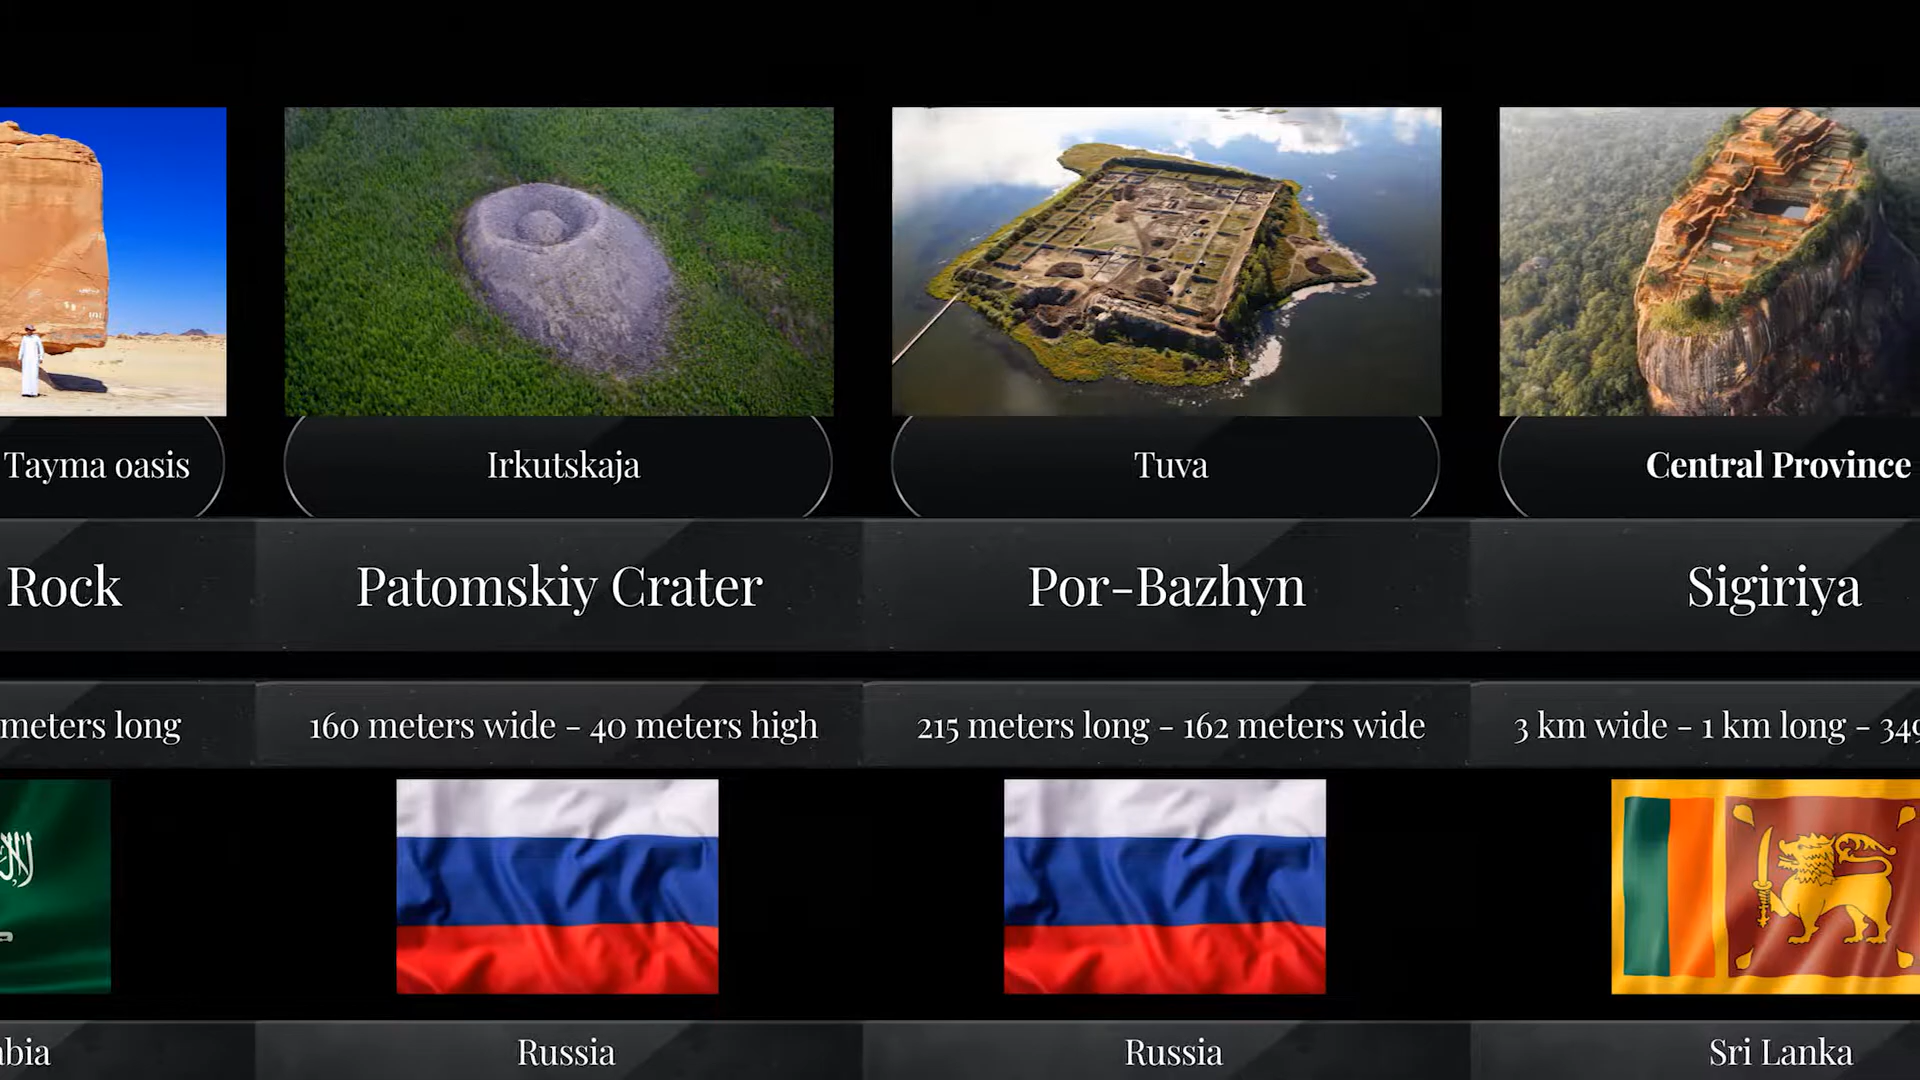 Tayma oasis
Irkutskaja
Tuva
Central Province
Rock
Patomskiy Crater
Por-Bazhyn
Sigiriya
meters long
160 meters wide - 40 meters high
215 meters long - 162 meters wide
3 km wide - 1 km long - 349
bia
Russia
Russia
Sri Lanka